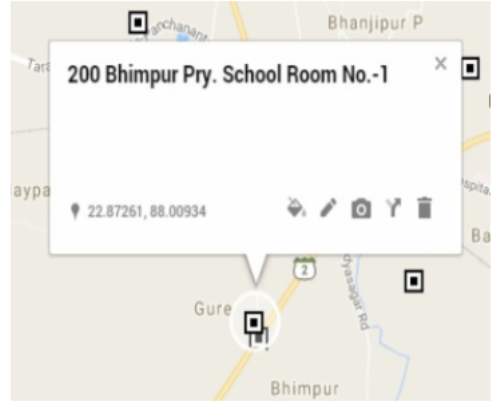 Bhanjipur P
200 Bhimpur Pry. School Room No.-1
22.87261, 88.00934
2
Gure
Bhimpur